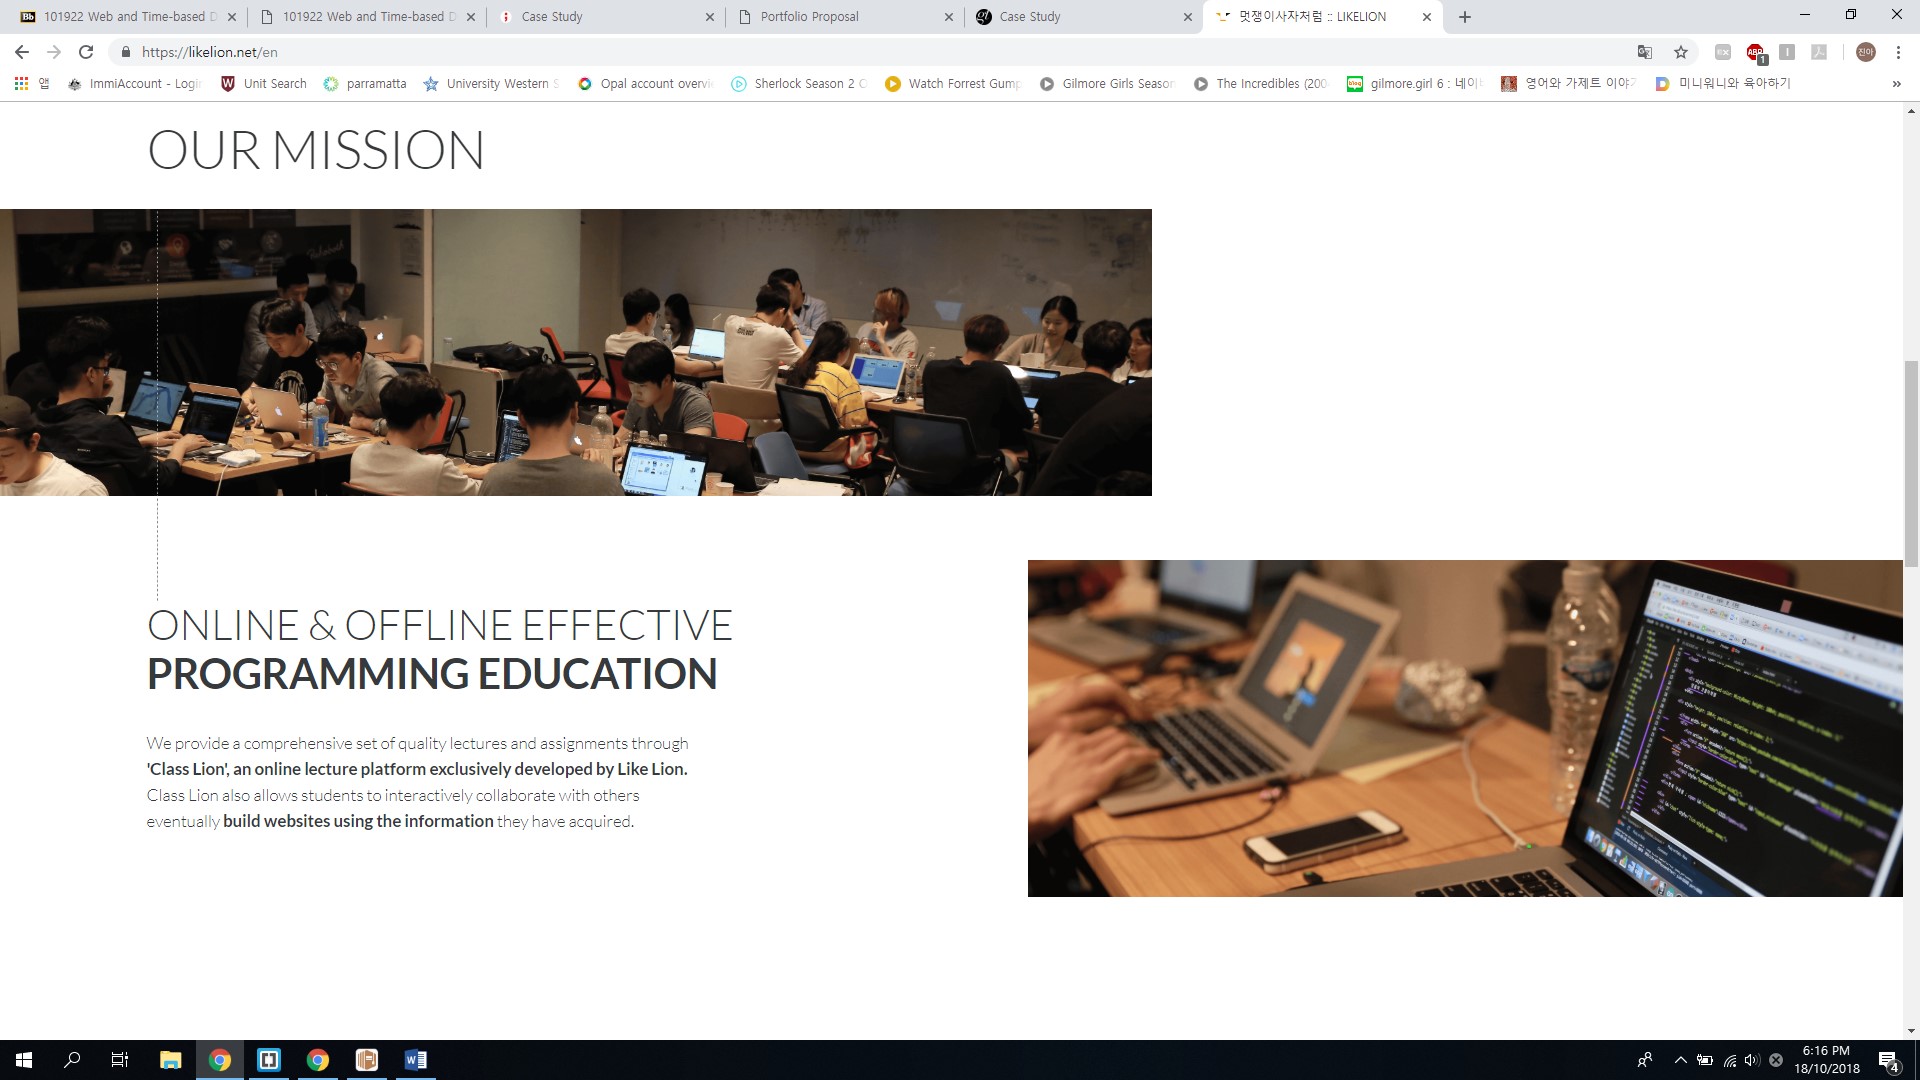 101922 Web and Time-based D
101922 Web and Time-based D
Case Study
Portfolio Proposal
Case Study
멋쟁이사자처럼 :: LIKELION
https://likelion.net/en
ABP
1
진아
앱
ImmiAccount - Login
Unit Search
parramatta
University Western S
Opal account overvi
Sherlock Season 2 C
Watch Forrest Gump
Gilmore Girls Season
The Incredibles (200
gilmore.girl 6 : 네이
영어와 가제트 이야기
미니워니와 육아하기
OUR MISSION
ONLINE & OFFLINE EFFECTIVE
PROGRAMMING EDUCATION
We provide a comprehensive set of quality lectures and assignments through
'Class Lion', an online lecture platform exclusively developed by Like Lion.
Class Lion also allows students to interactively collaborate with others
eventually build websites using the information they have acquired.
6:16 PM
18/10/2018
4